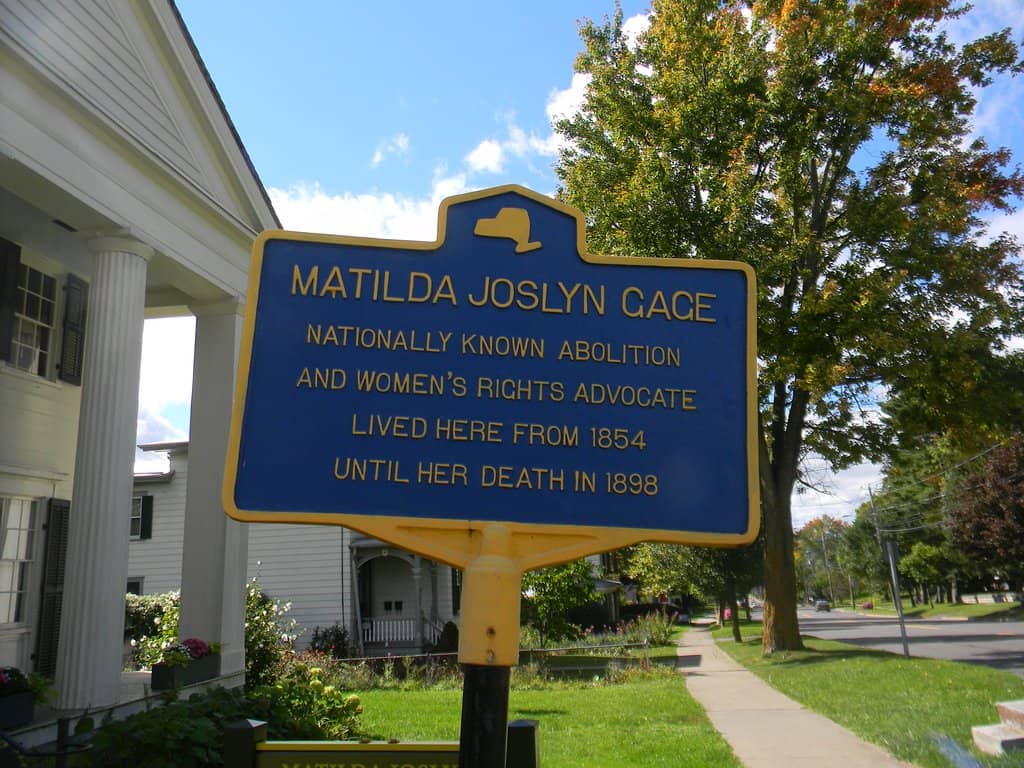 MATILDA JOSLYN GAGE
NATIONALLY KNOWN ABOLITION
AND WOMEN'S RIGHTS ADVOCATE
LIVED HERE FROM 1854
UNTIL HER DEATH IN 1898
MATILDA